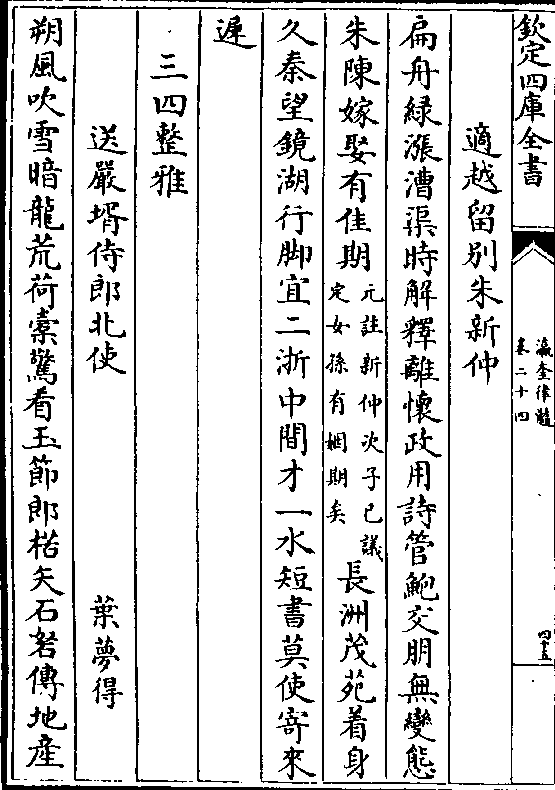 欽定四庫全書
瀛奎律髓
卷二十四
四十五
適越留別朱新仲
扁舟綠漲漕渠時解釋離懷政用詩管鮑交朋無變態
朱陳嫁娶有佳期元註新仲次子已議定女孫有姻期矣長洲茂苑着身
久秦望鏡湖行脚宜二浙中間才一水短書莫使寄來
遲
三四整雅
送嚴壻侍郎北使 葉夢得
朔風吹雪暗龍荒荷橐驚看玉節郎楛矢石砮傳地產